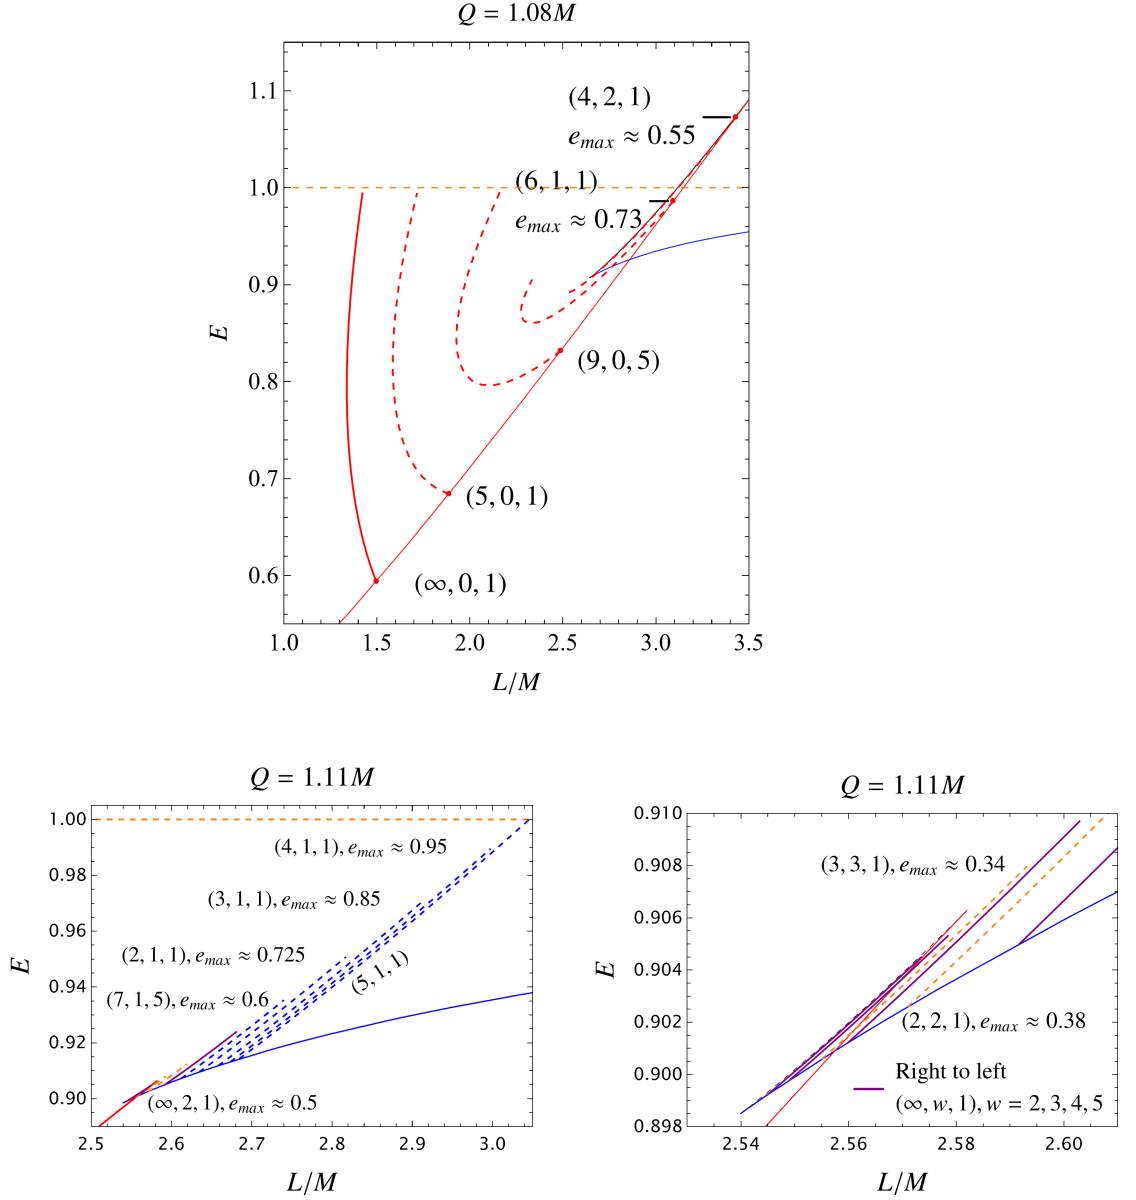 Q = 1.08M
(4, 2, 1)
e_max ≈ 0.55
(6, 1, 1)
e_max ≈ 0.73
(9, 0, 5)
(5, 0, 1)
(∞, 0, 1)
1.1
1.0
0.9
0.8
0.7
0.6
E
1.0 1.5 2.0 2.5 3.0 3.5
L/M
Q = 1.11M
(4, 1, 1), e_max ≈ 0.95
(3, 1, 1), e_max ≈ 0.85
(2, 1, 1), e_max ≈ 0.725
(5, 1, 1)
(7, 1, 5), e_max ≈ 0.6
(∞, 2, 1), e_max ≈ 0.5
1.00
0.98
0.96
0.94
0.92
0.90
E
2.5 2.6 2.7 2.8 2.9 3.0
L/M
Q = 1.11M
(3, 3, 1), e_max ≈ 0.34
(2, 2, 1), e_max ≈ 0.38
Right to left
(∞, w, 1), w = 2, 3, 4, 5
0.910
0.908
0.906
0.904
0.902
0.900
0.898
E
2.54 2.56 2.58 2.60
L/M